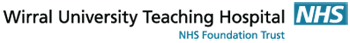 Wirral University Teaching Hospital NHS
NHS Foundation Trust